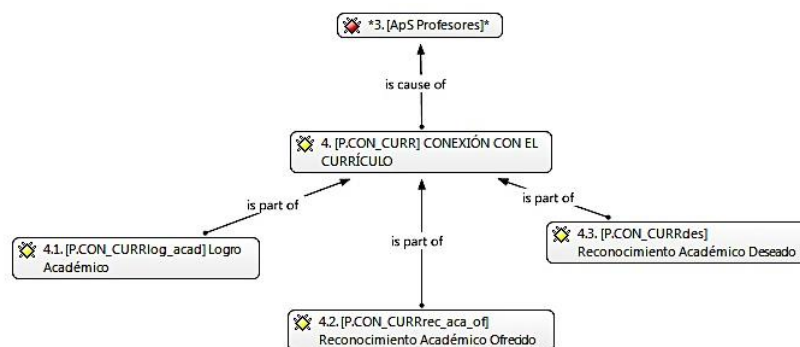 *3. [ApS Profesores]*
is cause of
4. [P.CON_CURR] CONEXIÓN CON EL
CURRÍCULO
is part of
is part of
is part of
4.1. [P.CON_CURRlog_acad] Logro
Académico
4.3. [P.CON_CURRdes]
Reconocimiento Académico Deseado
4.2. [P.CON_CURRrec_aca_of]
Reconocimiento Académico Ofrecido